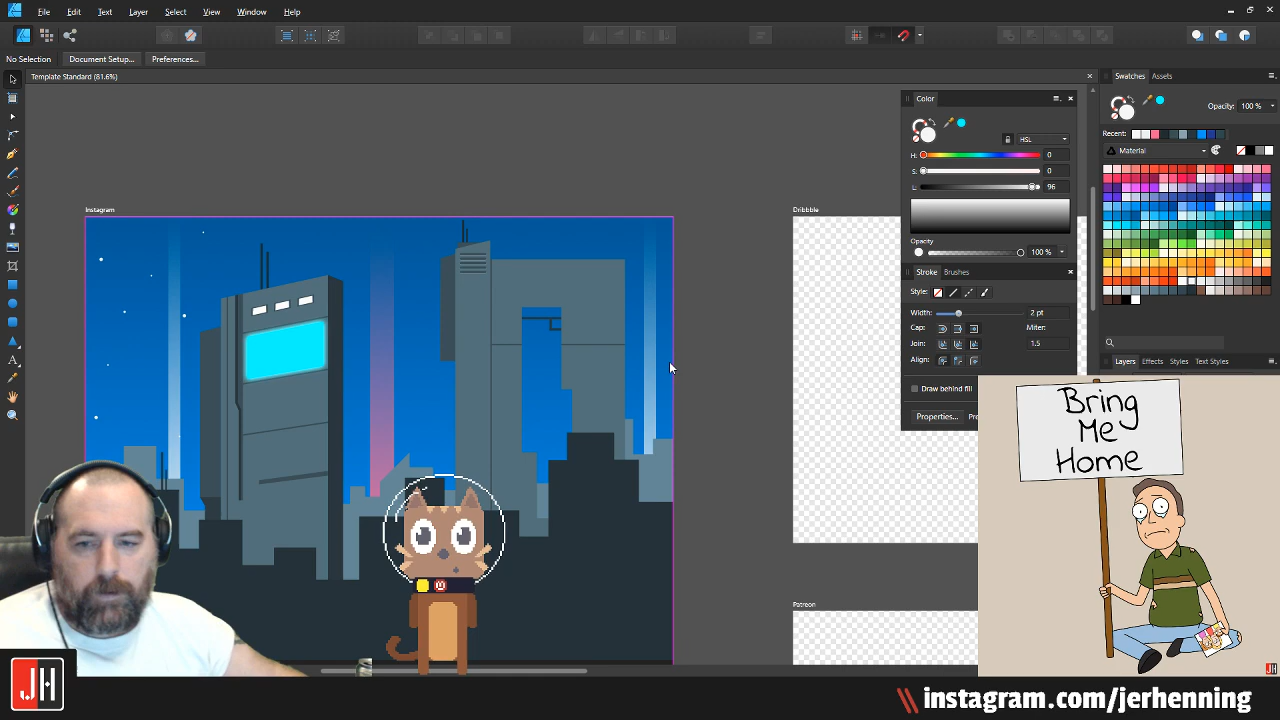 File Edit Text Layer Select View Window Help
No Selection Document Setup... Preferences...
Template Standard (81.6%)
Swatches Assets
Color
Opacity: 100 %
HSL
Recent:
Material
H: 0
S: 0
L: 96
Opacity
100 %
Stroke Brushes
Style:
Width: 2 pt
Cap: Miter:
Join: 1.5
Align:
Layers Effects Styles Text Styles
Draw behind fill
Properties...
Instagram
Dribbble
Patreon
Bring
Me
Home
JH
instagram.com/jerhenning